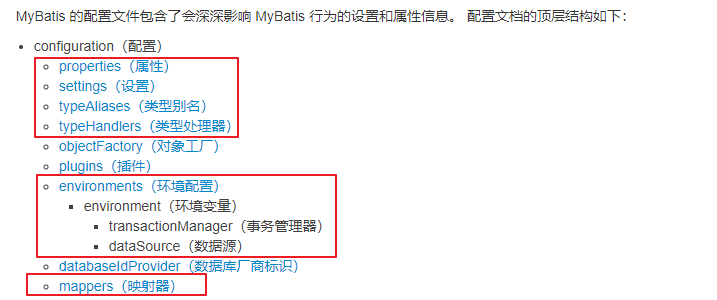 MyBatis 的配置文件包含了会深深影响 MyBatis 行为的设置和属性信息。 配置文档的顶层结构如下：
configuration（配置）
properties（属性）
settings（设置）
typeAliases（类型别名）
typeHandlers（类型处理器）
objectFactory（对象工厂）
plugins（插件）
environments（环境配置）
environment（环境变量）
transactionManager（事务管理器）
dataSource（数据源）
databaseIdProvider（数据库厂商标识）
mappers（映射器）